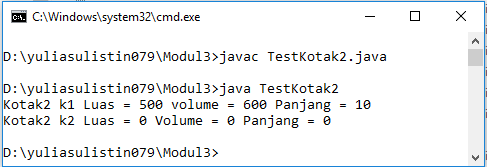 C:\Windows\system32\cmd.exe
D:\yuliasulistin079\Modul3>javac TestKotak2.java
D:\yuliasulistin079\Modul3>java TestKotak2
Kotak2 k1 Luas = 500 volume = 600 Panjang = 10
Kotak2 k2 Luas = 0 Volume = 0 Panjang = 0
D:\yuliasulistin079\Modul3>